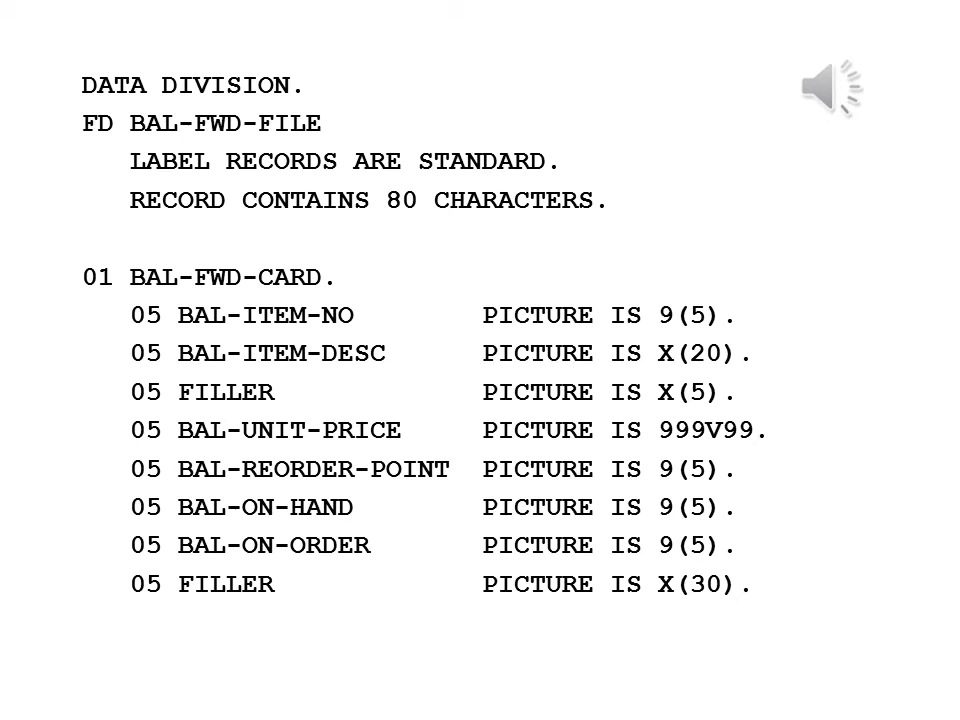 DATA DIVISION.
FD BAL-FWD-FILE
LABEL RECORDS ARE STANDARD.
RECORD CONTAINS 80 CHARACTERS.
01 BAL-FWD-CARD.
05 BAL-ITEM-NO PICTURE IS 9(5).
05 BAL-ITEM-DESC PICTURE IS X(20).
05 FILLER PICTURE IS X(5).
05 BAL-UNIT-PRICE PICTURE IS 999V99.
05 BAL-REORDER-POINT PICTURE IS 9(5).
05 BAL-ON-HAND PICTURE IS 9(5).
05 BAL-ON-ORDER PICTURE IS 9(5).
05 FILLER PICTURE IS X(30).